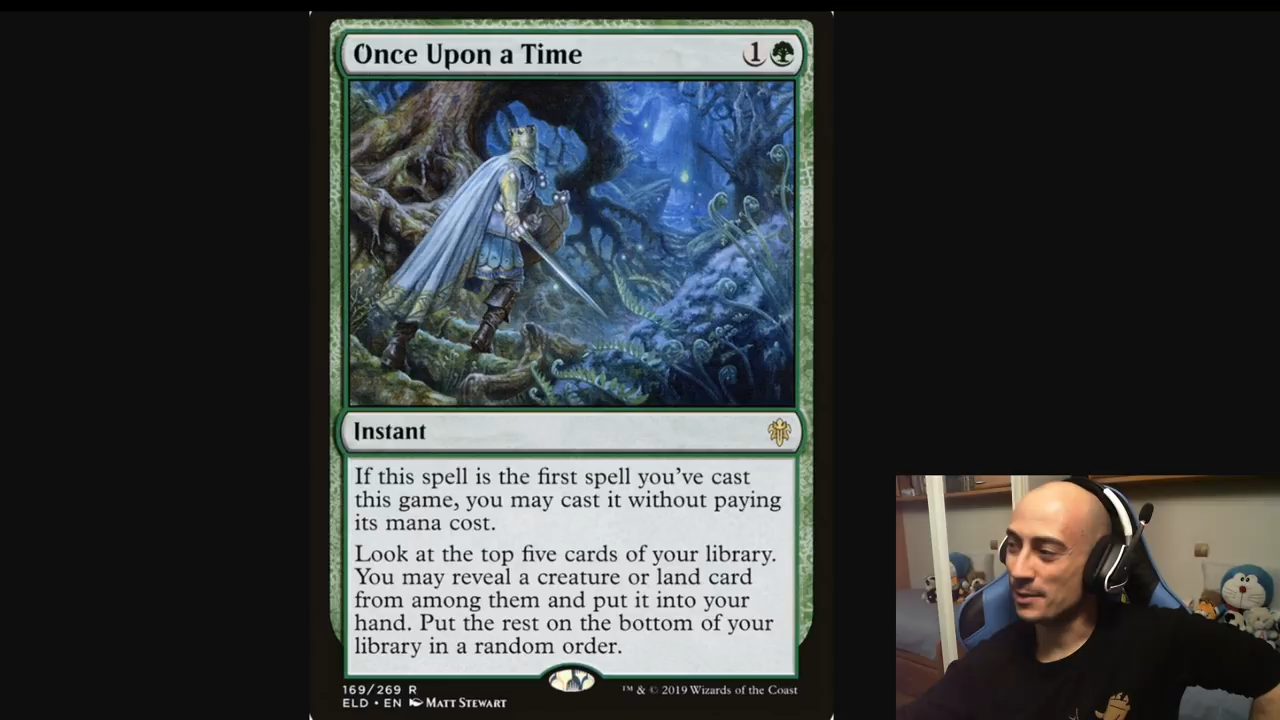 Once Upon a Time 1
Instant
If this spell is the first spell you've cast
this game, you may cast it without paying
its mana cost.
Look at the top five cards of your library.
You may reveal a creature or land card
from among them and put it into your
hand. Put the rest on the bottom of your
library in a random order.
169/269 R
ELD • EN MATT STEWART
™ & © 2019 Wizards of the Coast